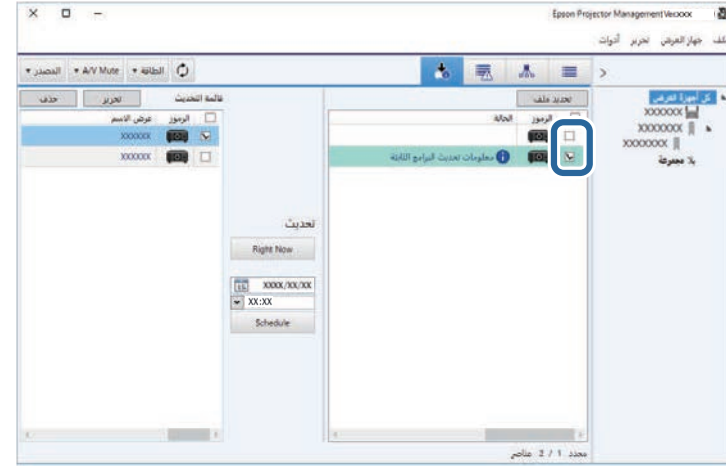 Epson Projector Management Ver.xxxx
ملف جهاز العرض تحرير أدوات
المصدر A/V Mute الطاقة
تحديد ملف
الرموز الحالة
معلومات تحديث البرامج الثابتة
كل أجهزة العرض
XXXXXXX
XXXXXXX
XXXXXXX
بلا مجموعة
قائمة التحديث تحرير حذف
الرموز عرض الاسم
XXXXXXX
XXXXXXX
تحديث
Right Now
XXXX/XX/XX
XX:XX
Schedule
محدد 1 / 2 عناصر